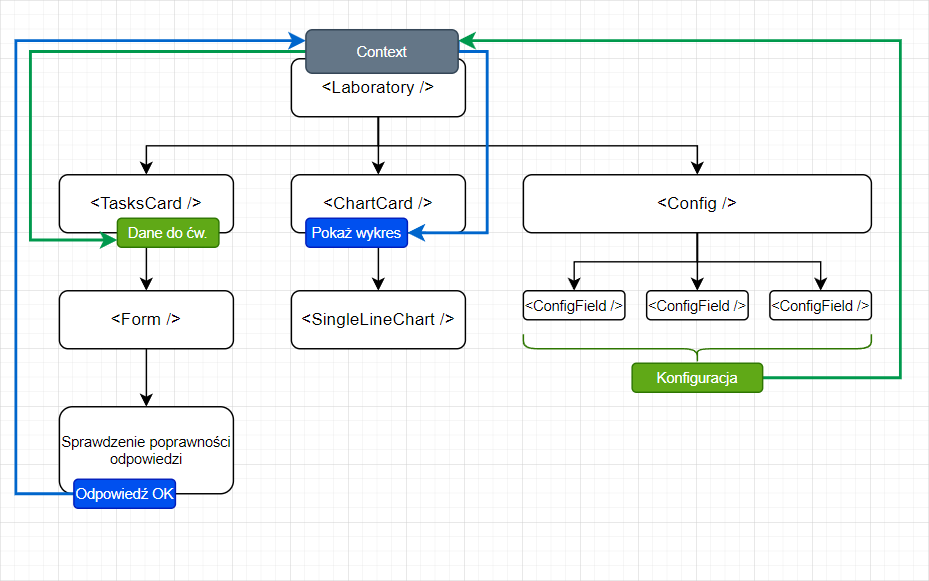 Context
<Laboratory />
<TasksCard />
<ChartCard />
<Config />
Dane do ćw.
Pokaż wykres
<Form />
<SingleLineChart />
<ConfigField />
<ConfigField />
<ConfigField />
Konfiguracja
Sprawdzenie poprawności
odpowiedzi
Odpowiedź OK